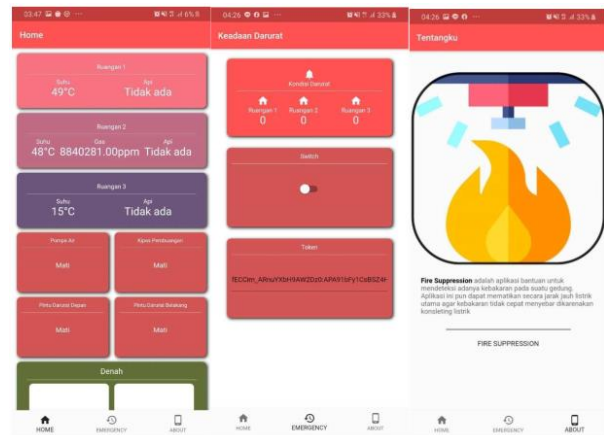 03:47
6%
Home
Ruangan 1
Suhu
Api
49°C
Tidak ada
Ruangan 2
Suhu
Gas
Api
48°C 8840281.00ppm Tidak ada
Ruangan 3
Suhu
Api
15°C
Tidak ada
Pompa Air
Kipas Pembuangan
Mati
Mati
Pintu Darurat Depan
Pintu Darurat Belakang
Mati
Mati
Denah
HOME
EMERGENCY
ABOUT
04:26
33%
Keadaan Darurat
Kondisi Darurat
Ruangan 1
Ruangan 2
Ruangan 3
0
0
0
Switch
Token
HOME
EMERGENCY
ABOUT
04:26
33%
Tentangku
Fire Suppression adalah aplikasi bantuan untuk
mendeteksi adanya kebakaran pada suatu gedung.
Aplikasi ini pun dapat mematikan secara jarak jauh listrik
utama agar kebakaran tidak cepat menyebar dikarenakan
konsleting listrik
FIRE SUPPRESSION
HOME
EMERGENCY
ABOUT